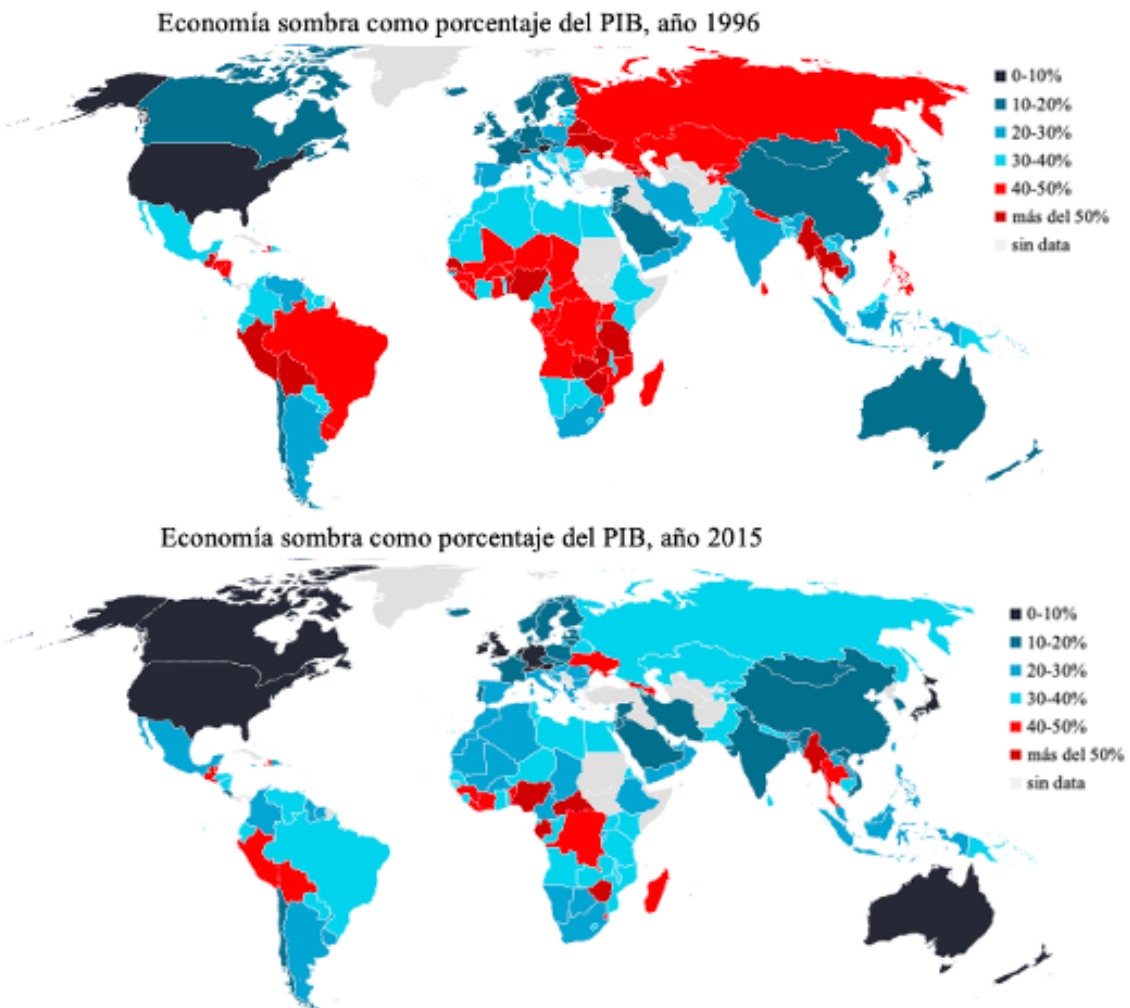 Economía sombra como porcentaje del PIB, año 1996
0-10%
10-20%
20-30%
30-40%
40-50%
más del 50%
sin data
Economía sombra como porcentaje del PIB, año 2015
0-10%
10-20%
20-30%
30-40%
40-50%
más del 50%
sin data